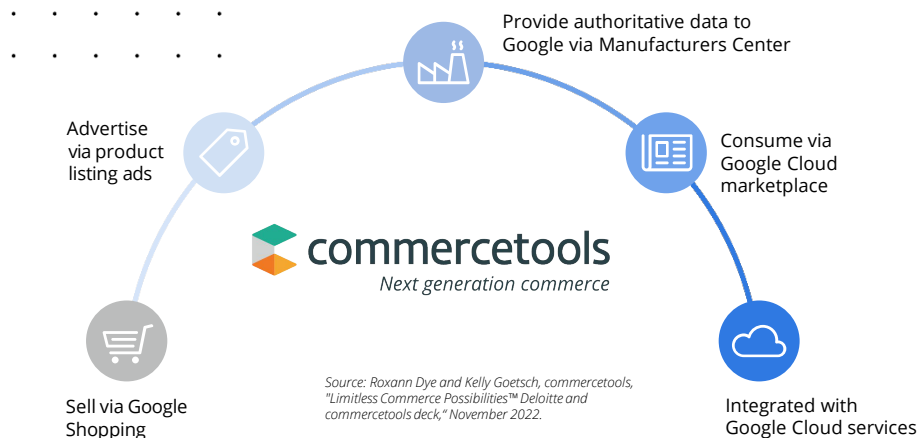 Provide authoritative data to
Google via Manufacturers Center
Advertise
via product
listing ads
Consume via
Google Cloud
marketplace
commercetools
Next generation commerce
Source: Roxann Dye and Kelly Goetsch, commercetools,
"Limitless Commerce Possibilities™ Deloitte and
commercetools deck,“ November 2022.
Sell via Google
Shopping
Integrated with
Google Cloud services